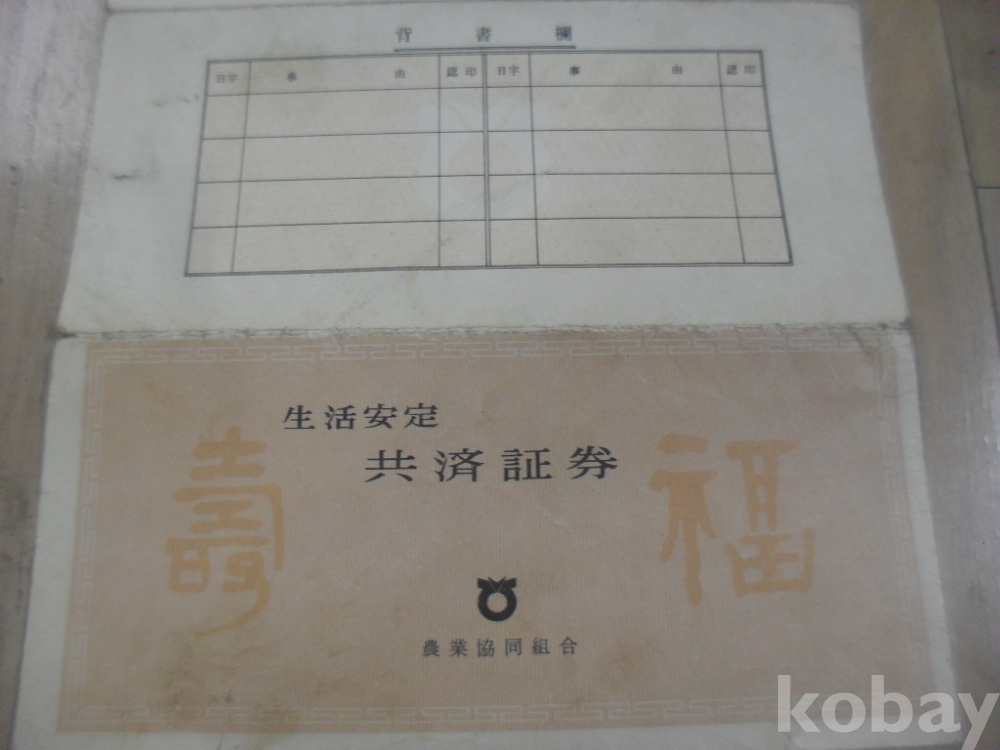 背書欄
日字 事由 認印 日字 事由 認印
生活安定
共済証券
壽 福
農業協同組合
kobay